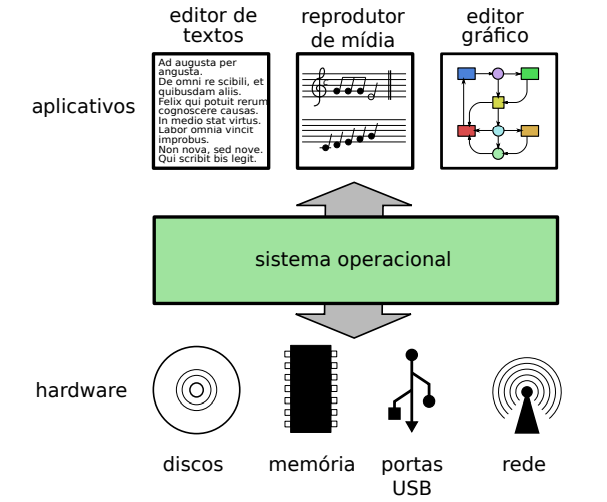 editor de
textos
reprodutor
de mídia
editor
gráfico
aplicativos
Ad augusta per
angusta.
De omni re scibili, et
quibusdam aliis.
Felix qui potuit rerum
cognoscere causas.
In medio stat virtus.
Labor omnia vincit
improbus.
Non nova, sed nove.
Qui scribit bis legit.
sistema operacional
hardware
discos
memória
portas
USB
rede